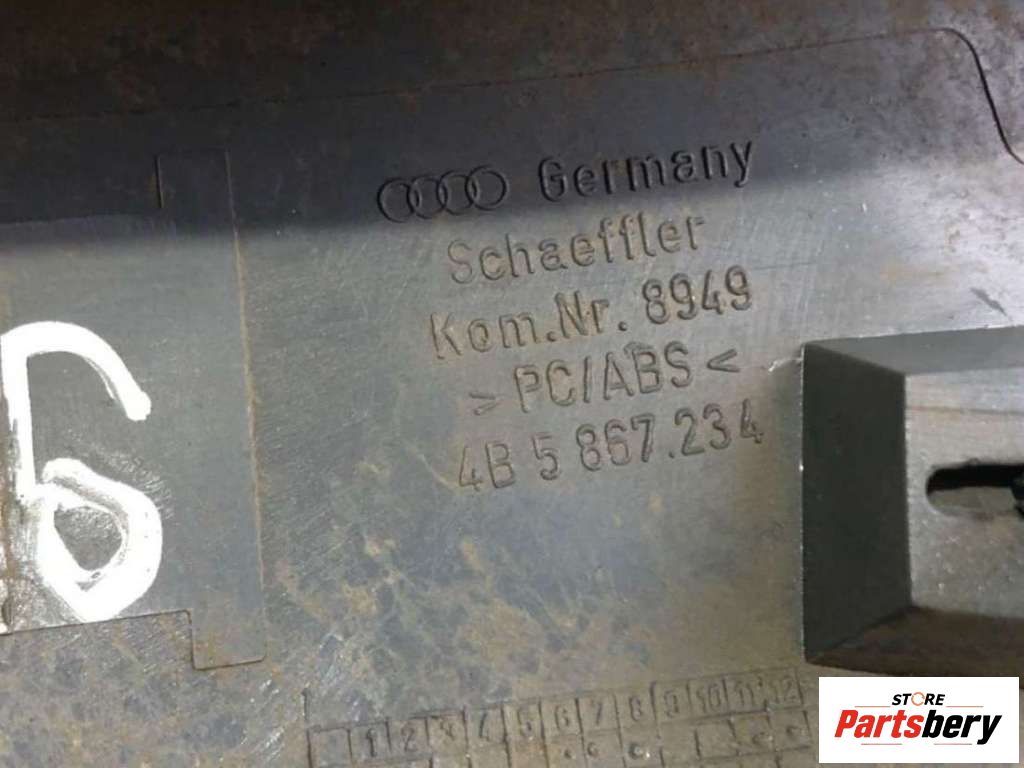 Germany
Schaeffler
Kom.Nr. 8949
> PC/ABS <
4B 5 867.234
6
1 2 3 4 5 6 7 8 9 10 11 12
STORE
Partsbery